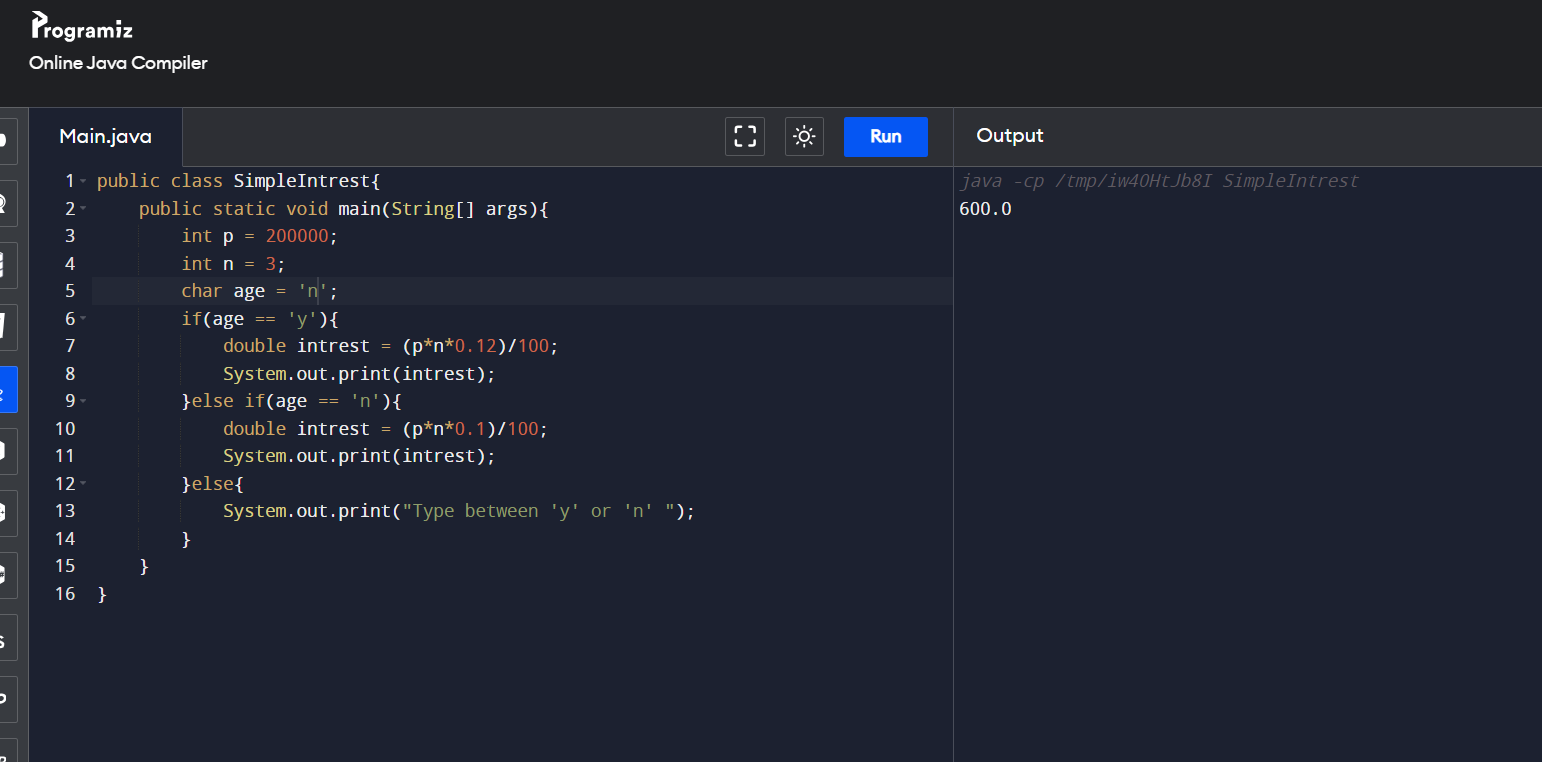 Programiz
Online Java Compiler
Main.java
Run
Output
1 public class SimpleIntrest{
2     public static void main(String[] args){
3         int p = 200000;
4         int n = 3;
5         char age = 'n';
6         if(age == 'y'){
7             double intrest = (p*n*0.12)/100;
8             System.out.print(intrest);
9         }else if(age == 'n'){
10             double intrest = (p*n*0.1)/100;
11             System.out.print(intrest);
12         }else{
13             System.out.print("Type between 'y' or 'n' ");
14         }
15     }
16 }
java -cp /tmp/iw4OHtJb8I SimpleIntrest
600.0